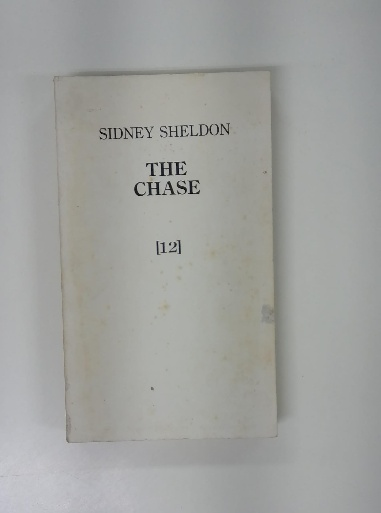 SIDNEY SHELDON
THE
CHASE
[12]